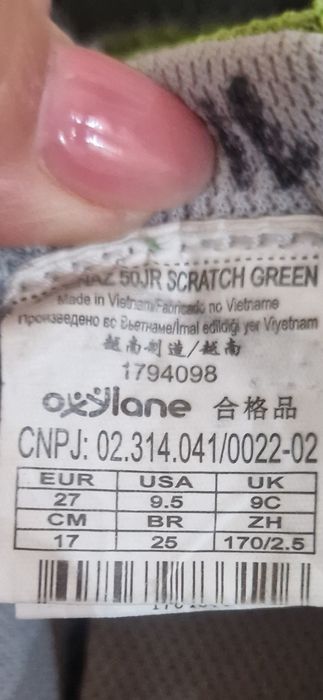 NAZ 50JR SCRATCH GREEN
Made in Vietnam/Fabricado no Vietname
Произведено во Вьетнаме/Imal edildiği yer Viyetnam
越南制造/越南
1794098
oxylane 合格品
CNPJ: 02.314.041/0022-02
EUR USA UK
27 9.5 9C
CM BR ZH
17 25 170/2.5